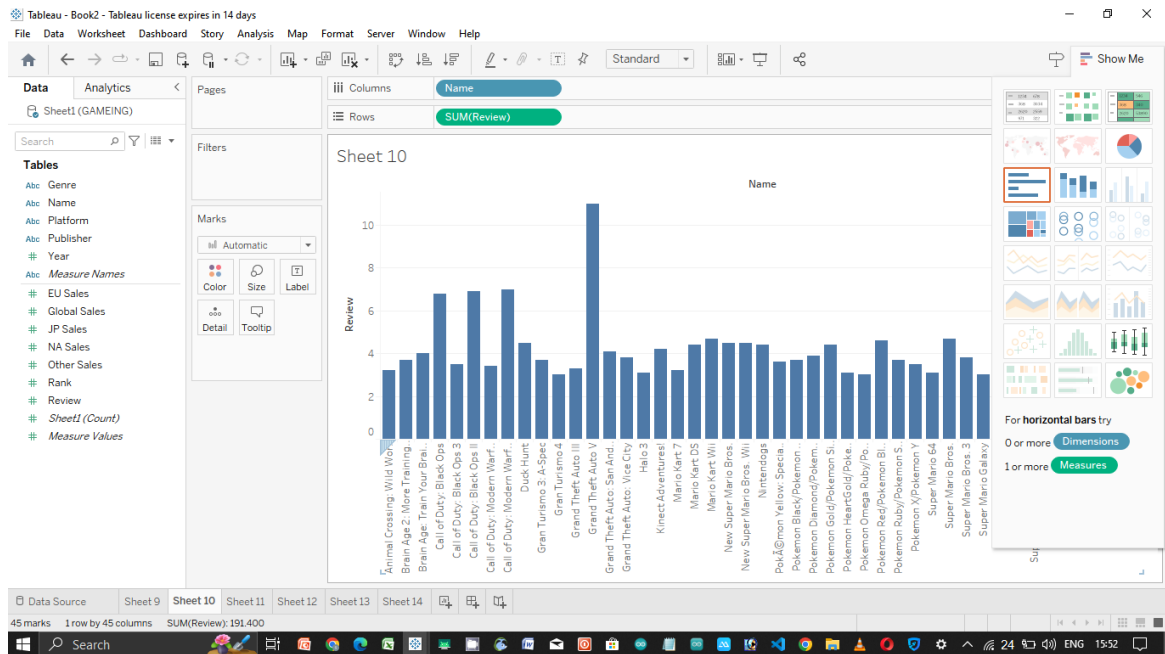 Tableau - Book2 - Tableau license expires in 14 days
File Data Worksheet Dashboard Story Analysis Map Format Server Window Help
Standard
Show Me
Data Analytics
Sheet1 (GAMEING)
Search
Tables
Abc Genre
Abc Name
Abc Platform
Abc Publisher
# Year
Abc Measure Names
# EU Sales
# Global Sales
# JP Sales
# NA Sales
# Other Sales
# Rank
# Review
# Sheet1 (Count)
# Measure Values
Pages
Filters
Marks
Automatic
Color Size Label
Detail Tooltip
Columns Name
Rows SUM(Review)
Sheet 10
Name
Review
10
8
6
4
2
0
Animal Crossing: Wild Worl..
Brain Age 2: More Training..
Brain Age: Train Your Brai..
Call of Duty: Black Ops
Call of Duty: Black Ops 3
Call of Duty: Black Ops II
Call of Duty: Modern Warf..
Call of Duty: Modern Warf..
Duck Hunt
Gran Turismo 3: A-Spec
Gran Turismo 4
Grand Theft Auto III
Grand Theft Auto V
Grand Theft Auto: San And..
Grand Theft Auto: Vice City
Halo 3
Kinect Adventures!
Mario Kart 7
Mario Kart DS
Mario Kart Wii
New Super Mario Bros.
New Super Mario Bros. Wii
Nintendogs
PokÃ©mon Yellow: Specia..
Pokemon Black/Pokemon ..
Pokemon Diamond/Pokem..
Pokemon Gold/Pokemon Si..
Pokemon HeartGold/Poke..
Pokemon Omega Ruby/Po..
Pokemon Red/Pokemon Bl..
Pokemon Ruby/Pokemon S..
Pokemon X/Pokemon Y
Super Mario 64
Super Mario Bros.
Super Mario Bros. 3
Super Mario Galaxy
Sup
For horizontal bars try
0 or more Dimensions
1 or more Measures
Data Source Sheet 9 Sheet 10 Sheet 11 Sheet 12 Sheet 13 Sheet 14
45 marks 1 row by 45 columns SUM(Review): 191.400
Search
24 ENG 15:52